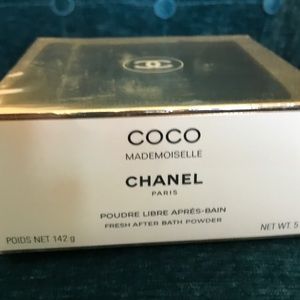 COCO
MADEMOISELLE
CHANEL
PARIS
POUDRE LIBRE APRÈS-BAIN
FRESH AFTER BATH POWDER
POIDS NET 142 g
NET WT. 5